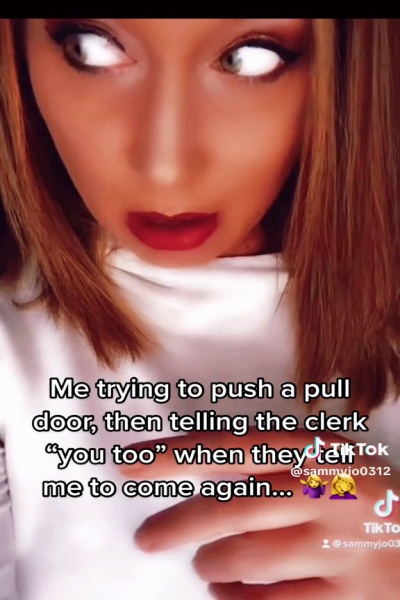 Me trying to push a pull
door, then telling the clerk
“you too” when they tell
me to come again... 🤷‍♀️🤦‍♀️
TikTok
@sammyjo0312
TikTo
@sammyjo03